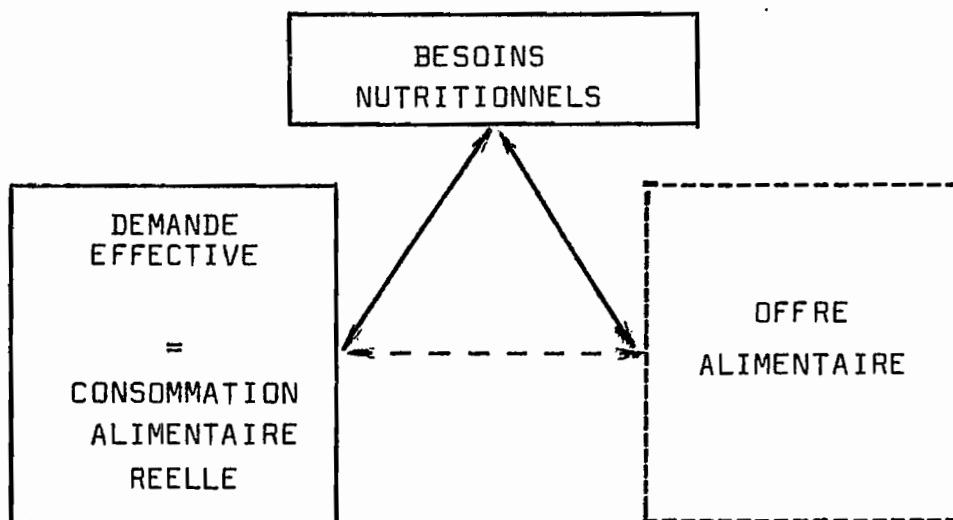 BESOINS
NUTRITIONNELS
DEMANDE
EFFECTIVE
=
CONSOMMATION
ALIMENTAIRE
REELLE
OFFRE
ALIMENTAIRE